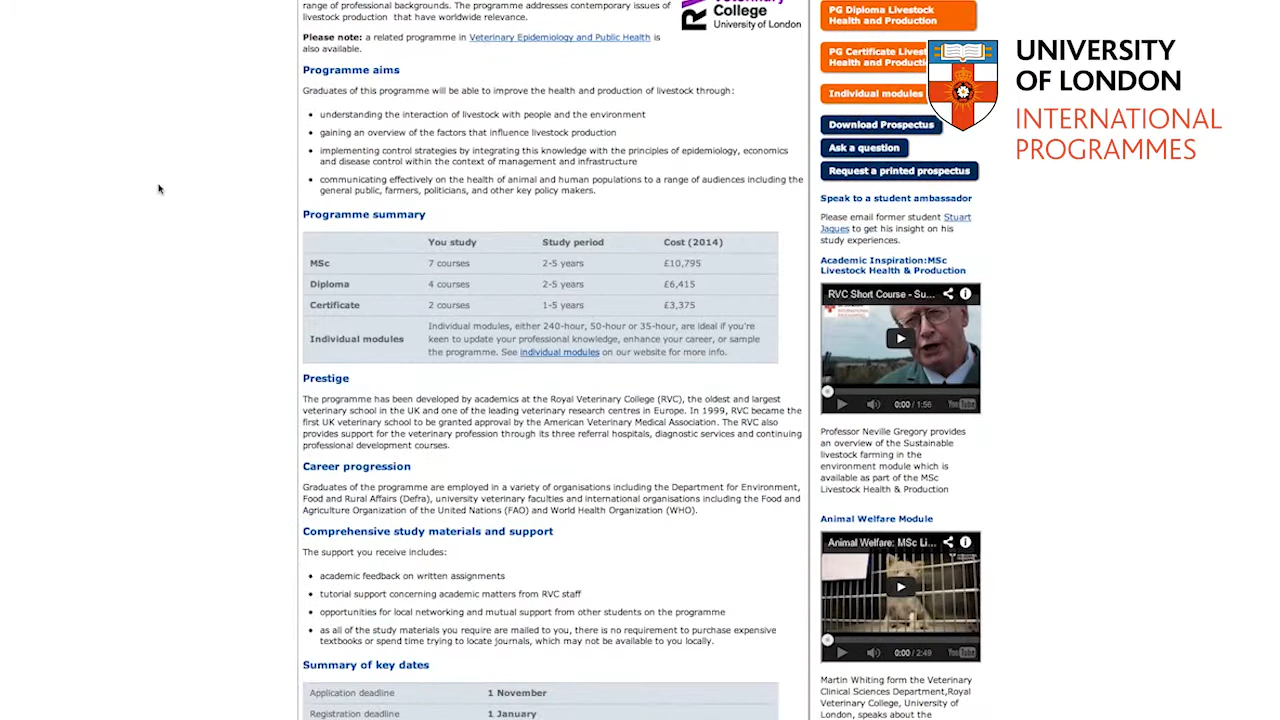 range of professional backgrounds. The programme addresses contemporary issues of
livestock production that have worldwide relevance.
Please note: a related programme in Veterinary Epidemiology and Public Health is
also available.
College
University of London
Programme aims
Graduates of this programme will be able to improve the health and production of livestock through:
understanding the interaction of livestock with people and the environment
gaining an overview of the factors that influence livestock production
implementing control strategies by integrating this knowledge with the principles of epidemiology, economics
and disease control within the context of management and infrastructure
communicating effectively on the health of animal and human populations to a range of audiences including the
general public, farmers, politicians, and other key policy makers.
Programme summary
You study Study period Cost (2014)
MSc 7 courses 2-5 years £10,795
Diploma 4 courses 2-5 years £6,415
Certificate 2 courses 1-5 years £3,375
Individual modules, either 240-hour, 50-hour or 35-hour, are ideal if you're
Individual modules keen to update your professional knowledge, enhance your career, or sample
the programme. See individual modules on our website for more info.
Prestige
The programme has been developed by academics at the Royal Veterinary College (RVC), the oldest and largest
veterinary school in the UK and one of the leading veterinary research centres in Europe. In 1999, RVC became the
first UK veterinary school to be granted approval by the American Veterinary Medical Association. The RVC also
provides support for the veterinary profession through its three referral hospitals, diagnostic services and continuing
professional development courses.
Career progression
Graduates of the programme are employed in a variety of organisations including the Department for Environment,
Food and Rural Affairs (Defra), university veterinary faculties and international organisations including the Food and
Agriculture Organization of the United Nations (FAO) and World Health Organization (WHO).
Comprehensive study materials and support
The support you receive includes:
academic feedback on written assignments
tutorial support concerning academic matters from RVC staff
opportunities for local networking and mutual support from other students on the programme
as all of the study materials you require are mailed to you, there is no requirement to purchase expensive
textbooks or spend time trying to locate journals, which may not be available to you locally.
Summary of key dates
Application deadline 1 November
Registration deadline 1 January
PG Diploma Livestock
Health and Production
PG Certificate
Health and
Individual modules
Download Prospectus
Ask a question
Request a printed prospectus
Speak to a student ambassador
Please email former student Stuart
Jaques to get his insight on his
study experiences.
Academic Inspiration:MSc
Livestock Health & Production
RVC Short Course - Su...
0:00 / 1:56 YouTube
Professor Neville Gregory provides
an overview of the Sustainable
livestock farming in the
environment module which is
available as part of the MSc
Livestock Health & Production
Animal Welfare Module
Animal Welfare: MSc Li...
0:00 / 2:49 YouTube
Martin Whiting form the Veterinary
Clinical Sciences Department,Royal
Veterinary College, University of
London, speaks about the
UNIVERSITY
OF LONDON
INTERNATIONAL
PROGRAMMES